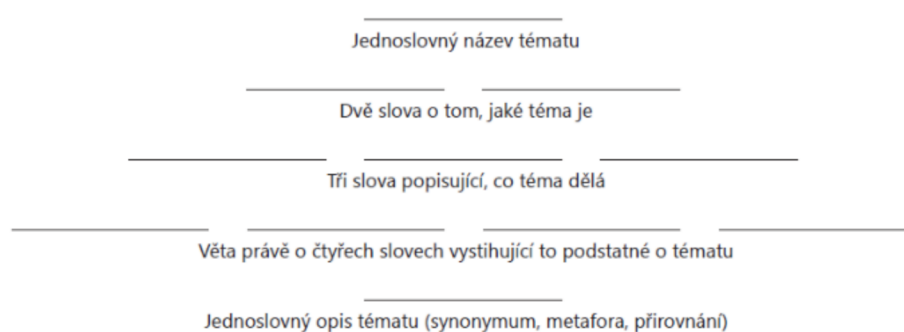 Jednoslovný název tématu
Dvě slova o tom, jaké téma je
Tři slova popisující, co téma dělá
Věta právě o čtyřech slovech vystihující to podstatné o tématu
Jednoslovný opis tématu (synonymum, metafora, přirovnání)